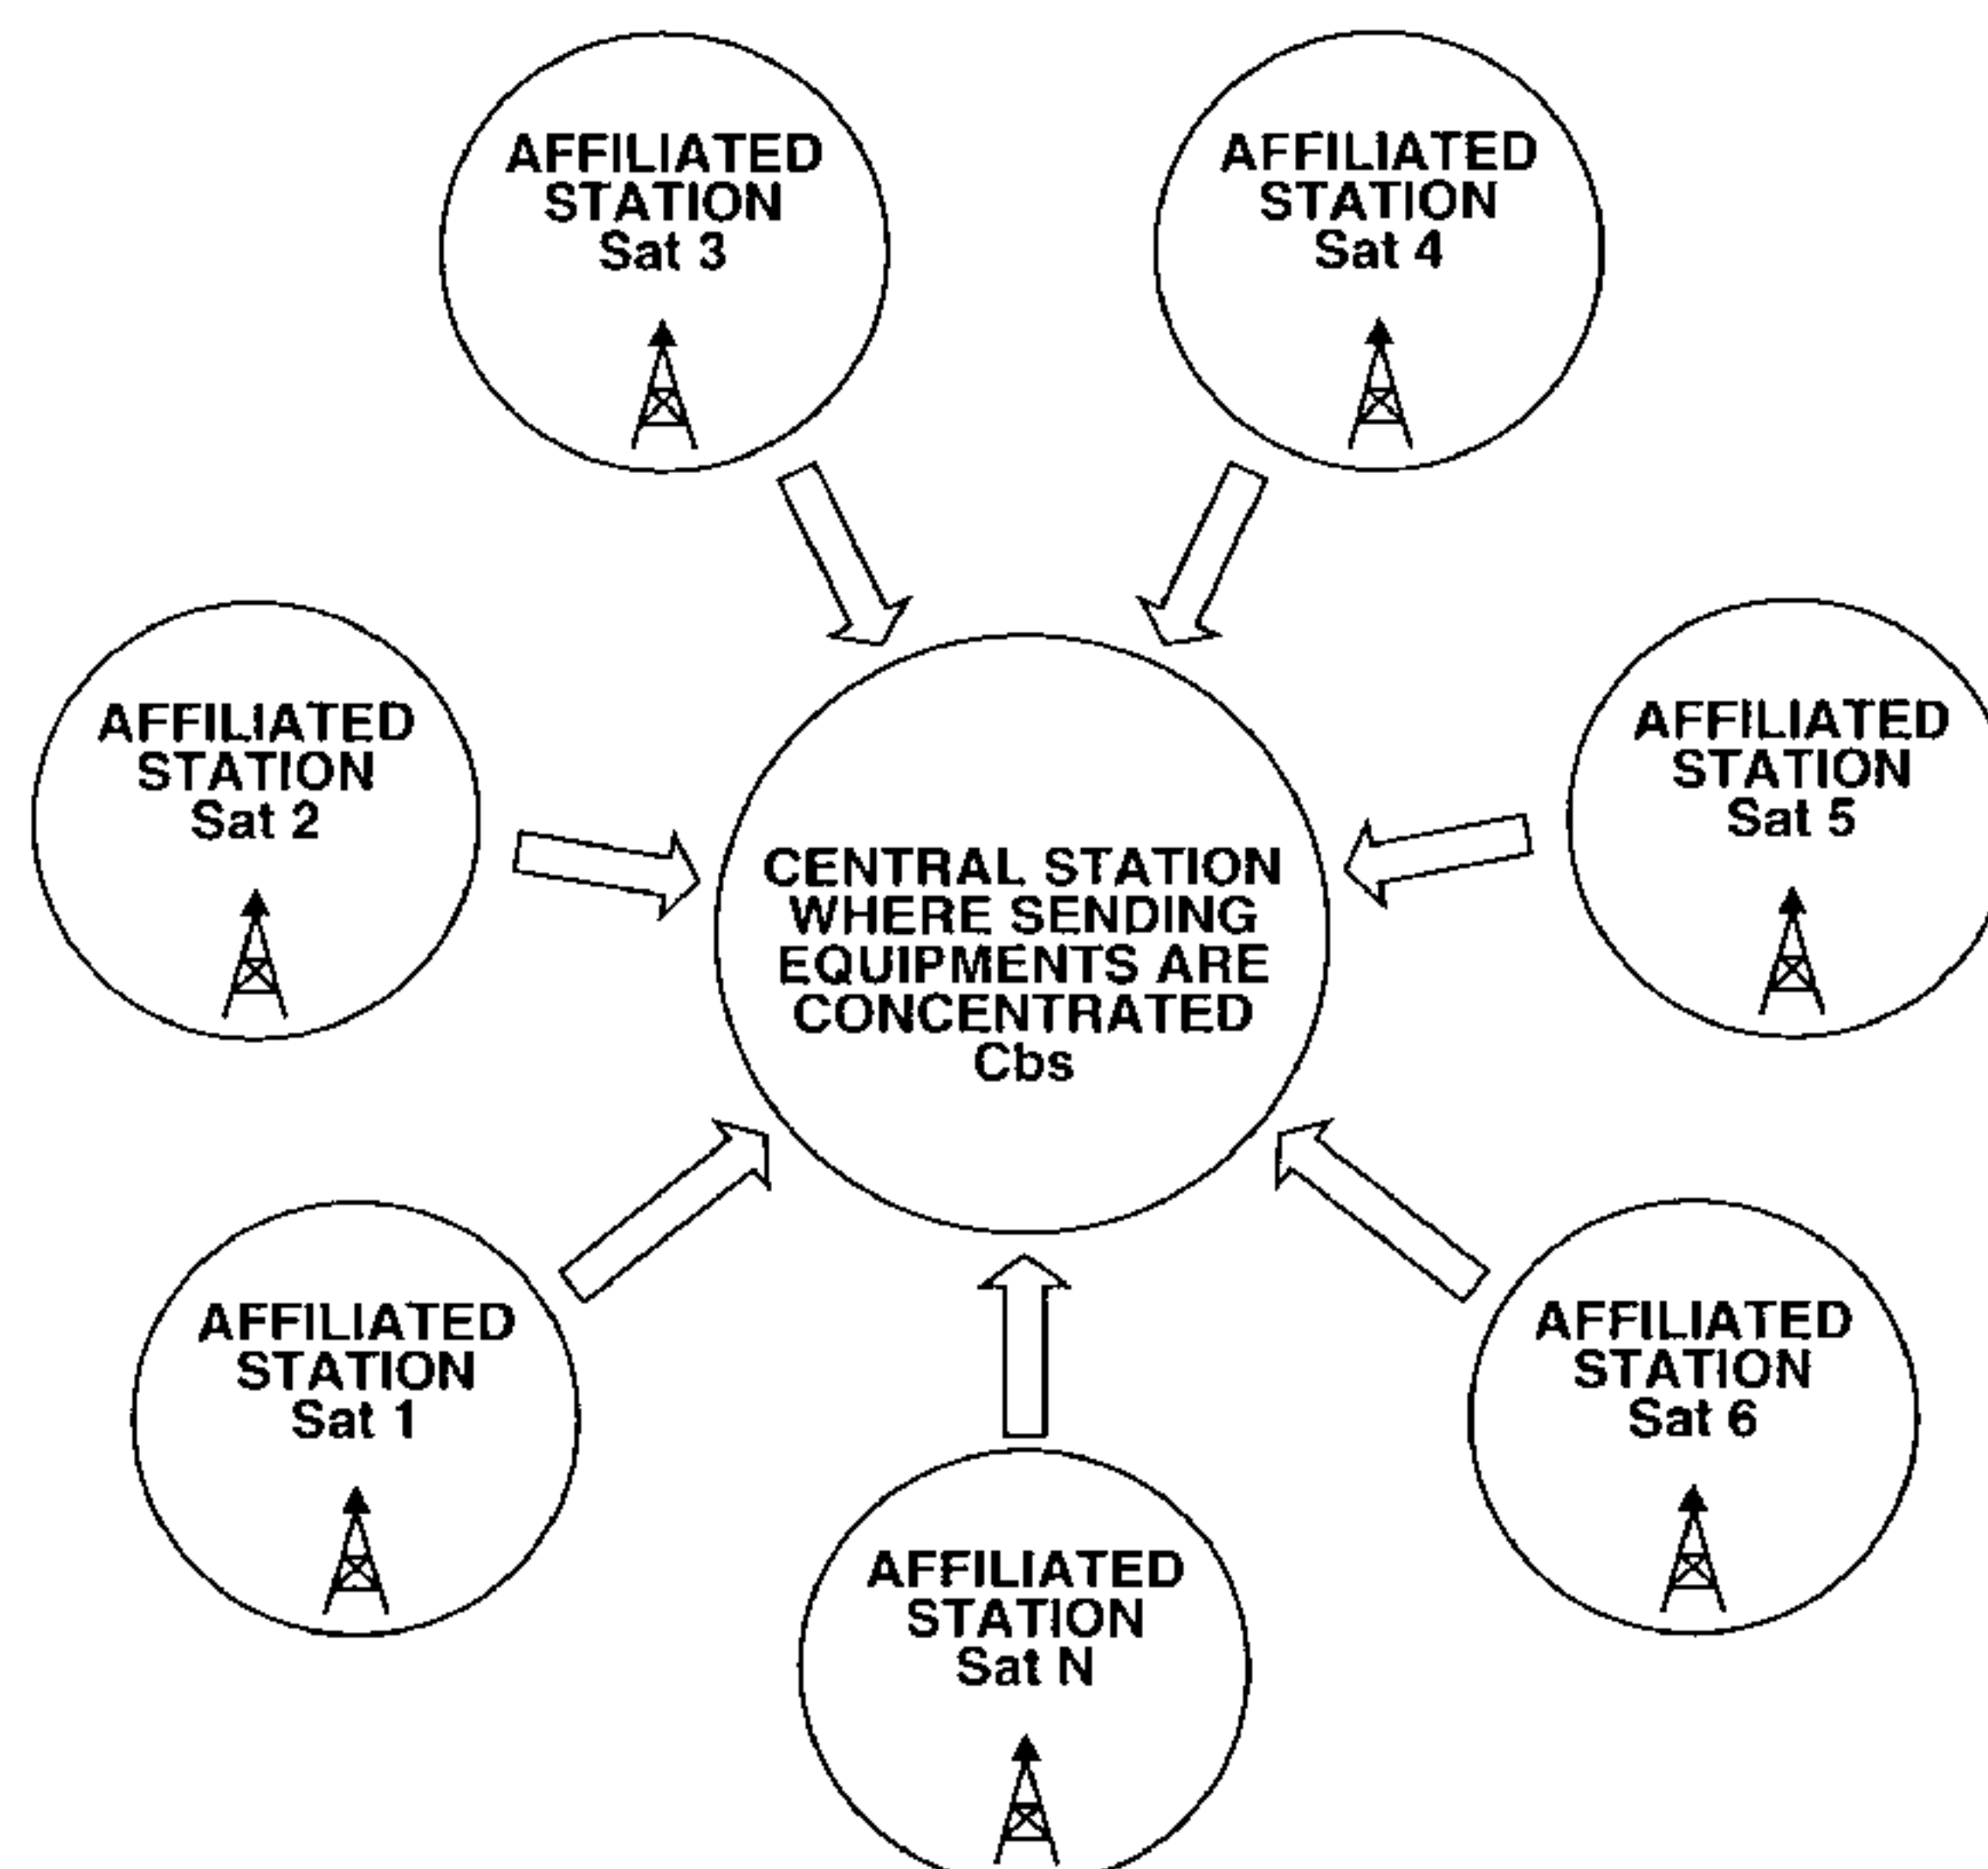 AFFILIATED
STATION
Sat 3
AFFILIATED
STATION
Sat 4
AFFILIATED
STATION
Sat 2
CENTRAL STATION
WHERE SENDING
EQUIPMENTS ARE
CONCENTRATED
Cbs
AFFILIATED
STATION
Sat 5
AFFILIATED
STATION
Sat 1
AFFILIATED
STATION
Sat N
AFFILIATED
STATION
Sat 6